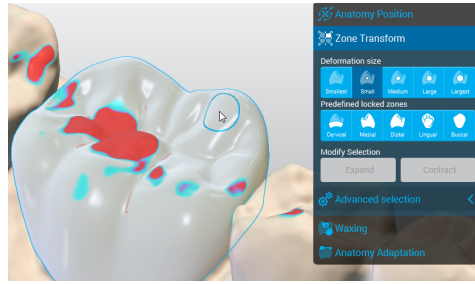 Anatomy Position
Zone Transform
Deformation size
Smallest Small Medium Large Largest
Predefined locked zones
Cervical Mesial Distal Lingual Buccal
Modify Selection
Expand Contract
Advanced selection
Waxing
Anatomy Adaptation